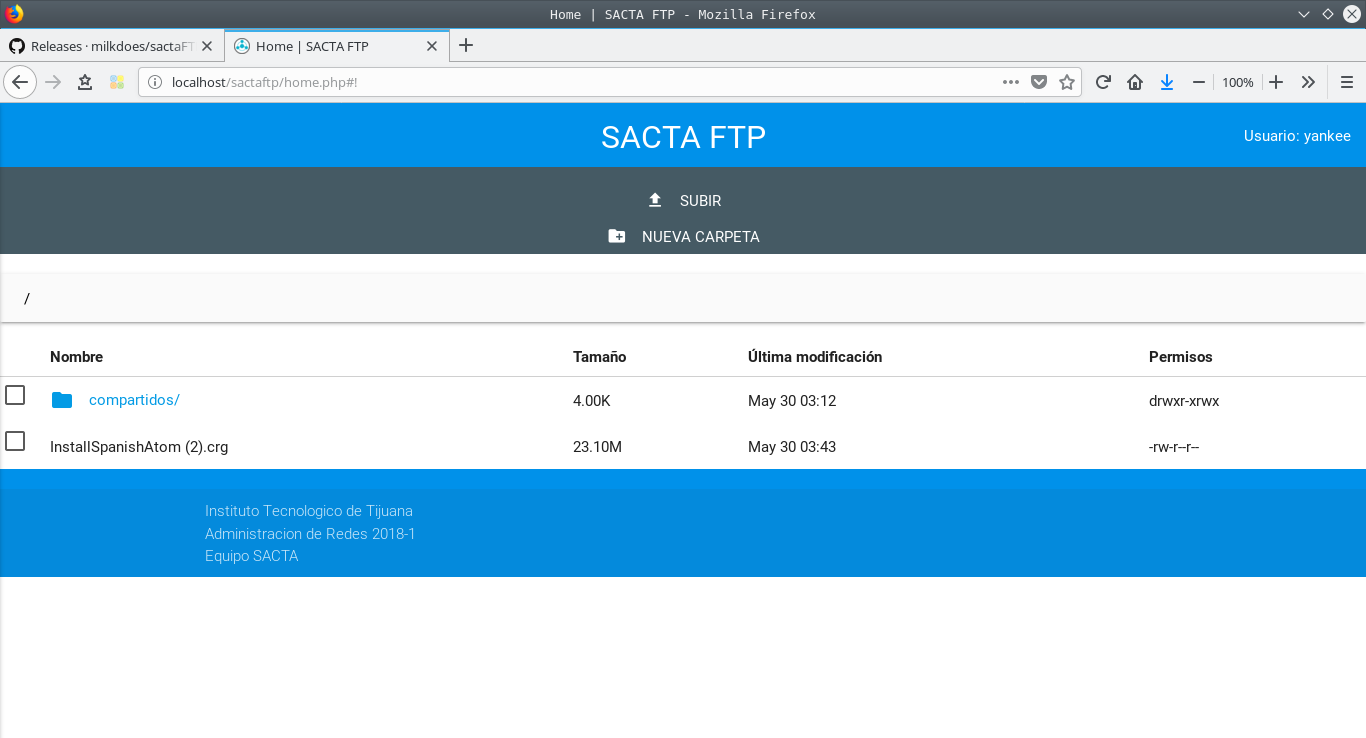 Home | SACTA FTP - Mozilla Firefox
Releases · milkdoes/sactaFT
Home | SACTA FTP
localhost/sactaftp/home.php#!
100%
SACTA FTP
Usuario: yankee
SUBIR
NUEVA CARPETA
/
Nombre Tamaño Última modificación Permisos
compartidos/ 4.00K May 30 03:12 drwxr-xrwx
InstallSpanishAtom (2).crg 23.10M May 30 03:43 -rw-r--r--
Instituto Tecnologico de Tijuana
Administracion de Redes 2018-1
Equipo SACTA